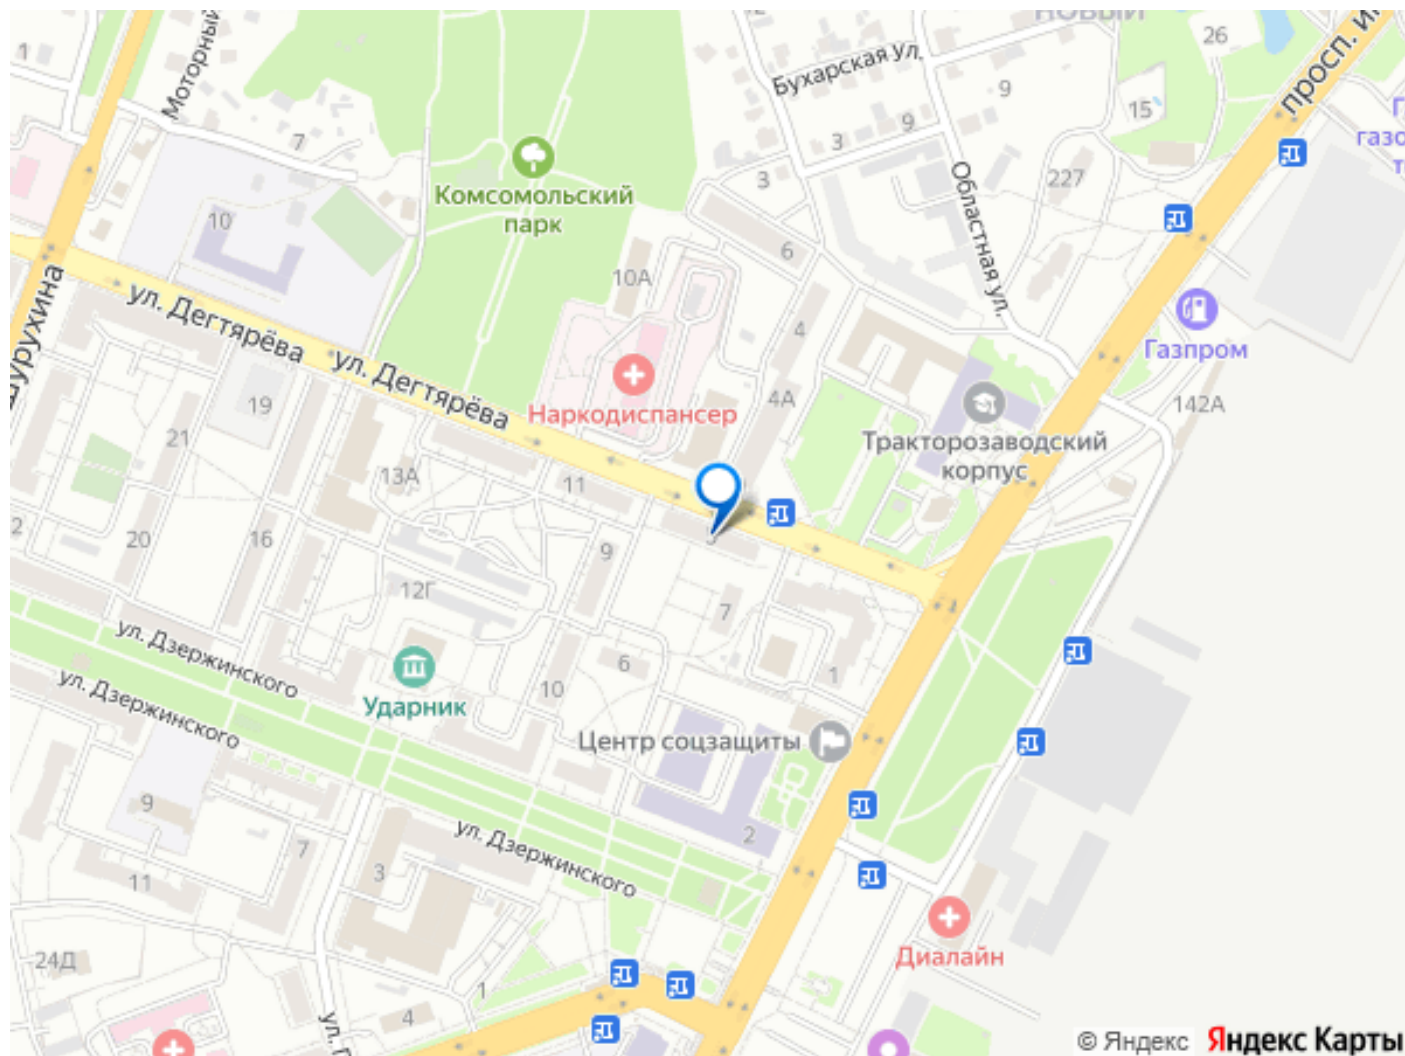 новый
26
просп. и
Бухарская ул.
Моторный
1
9
15
9
3
7
Комсомольский
парк
3
227
Областная ул.
10
6
10А
ул. Дегтярёва
4
Газпром
ул. Дегтярёва
Наркодиспансер
4А
142А
19
Тракторозаводский
корпус
21
13А
11
2
20
16
9
12Г
7
ул. Дзержинского
6
1
ул. Дзержинского
10
Ударник
Центр соцзащиты
9
2
7
ул. Дзержинского
3
11
Диалайн
24Д
1
4
© Яндекс Яндекс Карты